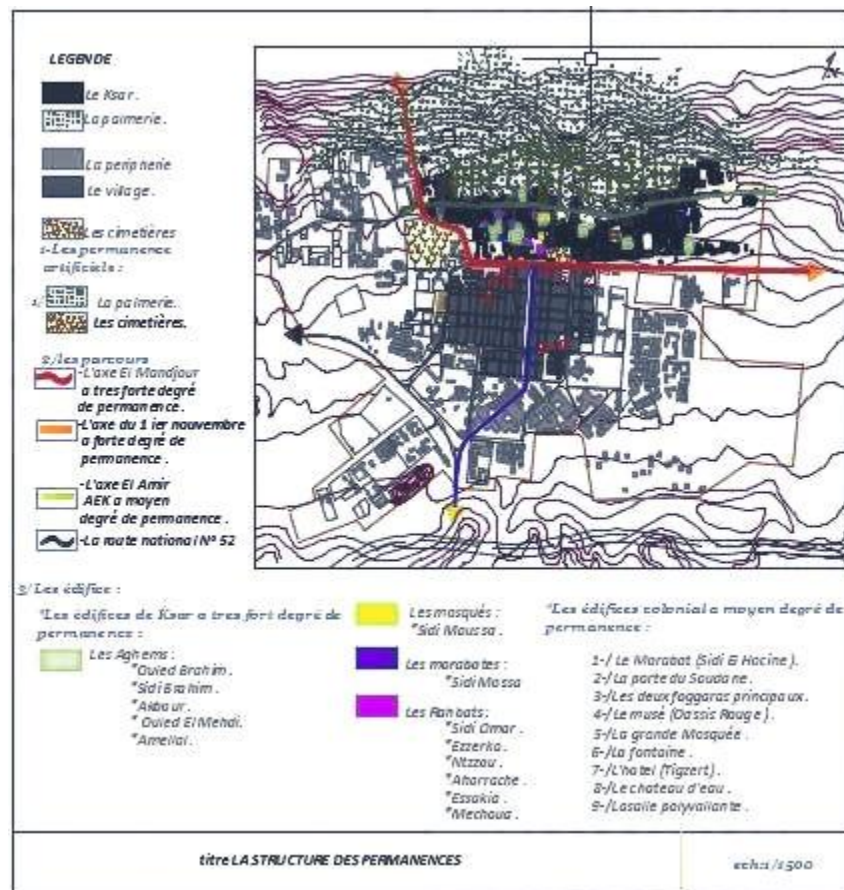 LEGENDE
Le Ksar .
La palmerie .
La peripherie
Le village .
Les cimetières
1-Les permanence
artificiels :
1/ La palmerie.
Les cimetières.
2/les parcours
-L'axe El Mandjour
a tres forte degré
de permanence .
-L'axe du 1 ier nouvembre
a forte degré de
permanence .
-L'axe El Amir
AEK a moyen
degré de permanence .
-La route national N° 52
3/Les édifice :
*Les édifices de Ksar a tres fort degré de
permanence :
Les Aghems :
*Ouled Brahim.
*Sidi Brahim.
*Akbour.
*Ouled El Mehdi.
*Amellal.
Les mosqués :
*Sidi Moussa .
Les marabotes :
*Sidi Mossa
Les Rahbats :
*Sidi Omar .
*Ezzerka .
*Ntzzou .
*Aharrache .
*Essakia .
*Mechoua .
*Les édifices colonial a moyen degré de
permanence :
1-/ Le Marabat (Sidi El Hacine ).
2-/La porte du Soudane .
3-/Les deux foggaras principaux.
4-/Le musé (Oassis Rouge ).
5-/La grande Mosquée .
6-/La fontaine .
7-/L'hotel (Tigzert) .
8-/Le chateau d'eau .
9-/Lasalle polyvallante .
titre LA STRUCTURE DES PERMANENCES
ech:1/1500